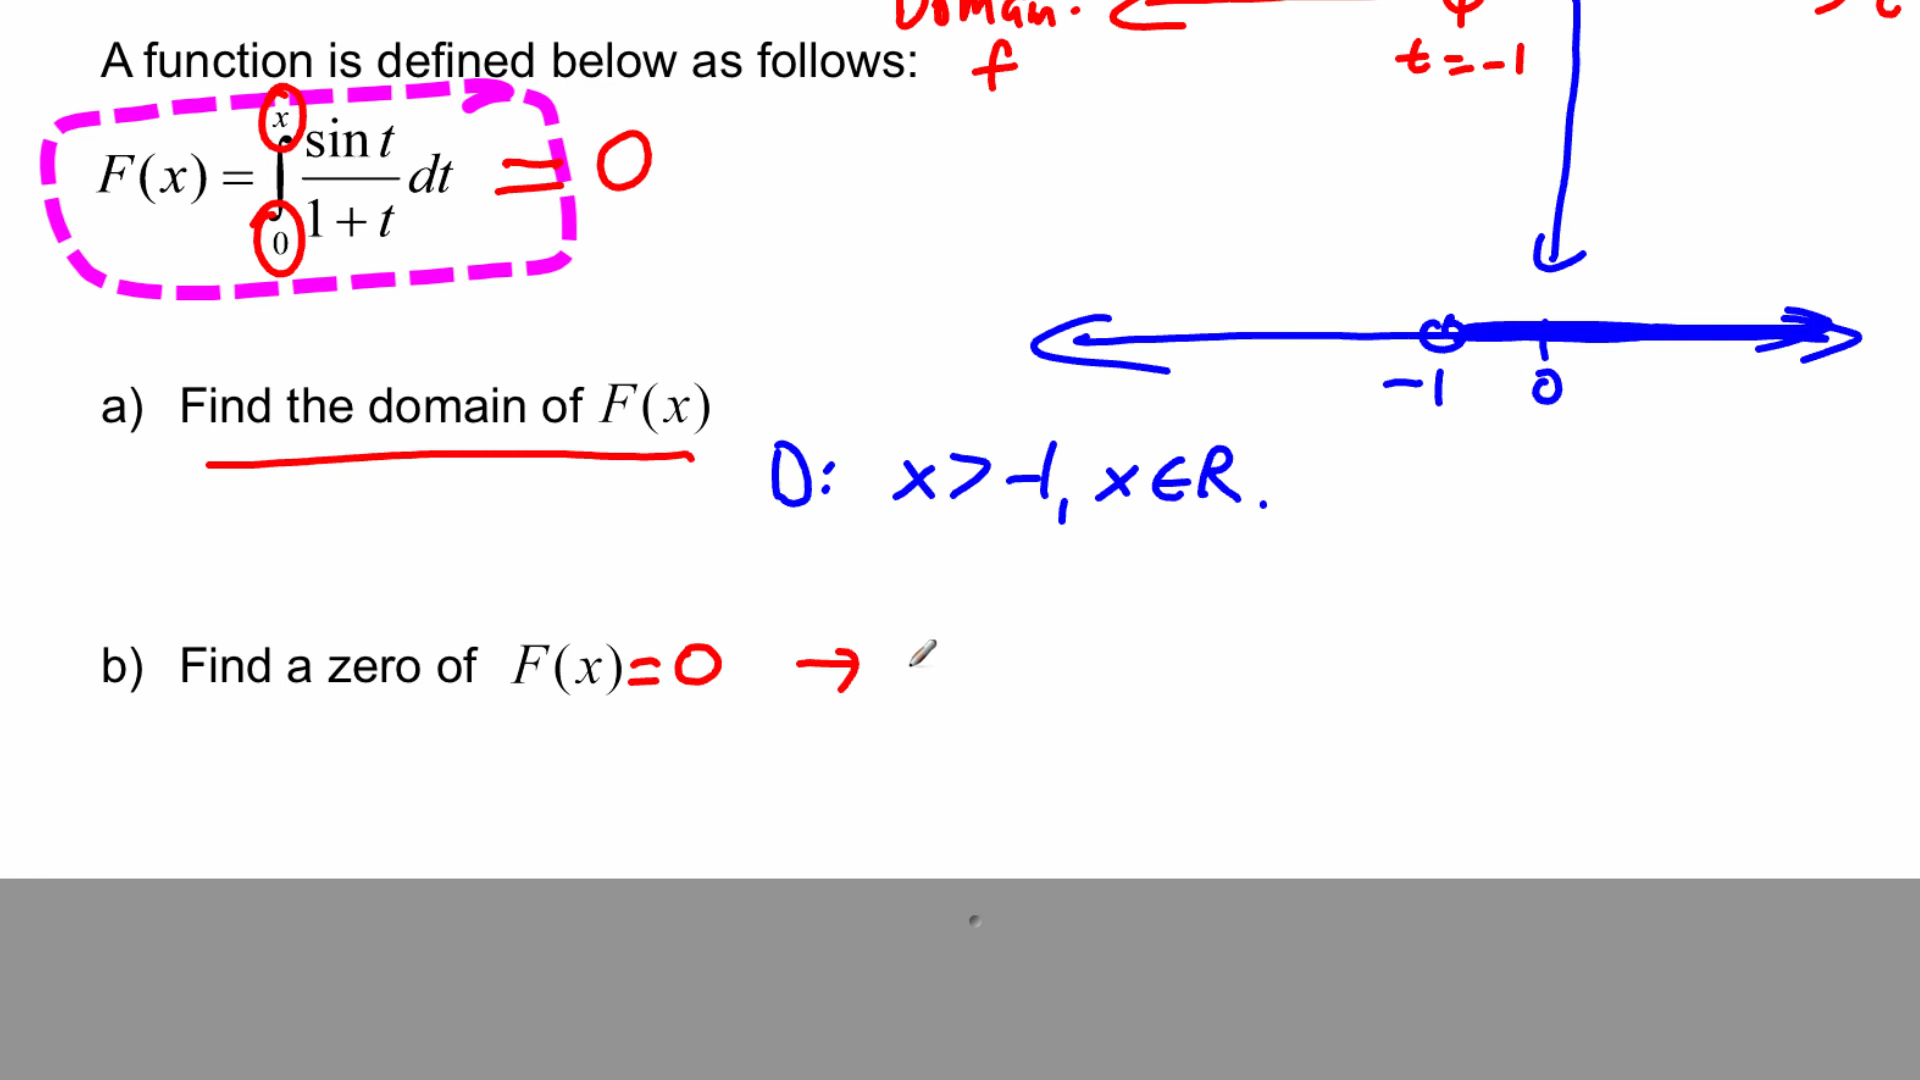 Domain:
A function is defined below as follows: f t=-1
F(x) = ∫₀ˣ sin t / (1 + t) dt = 0
-1 0
a) Find the domain of F(x)
D: x>-1, x∈R.
b) Find a zero of F(x)=0 →